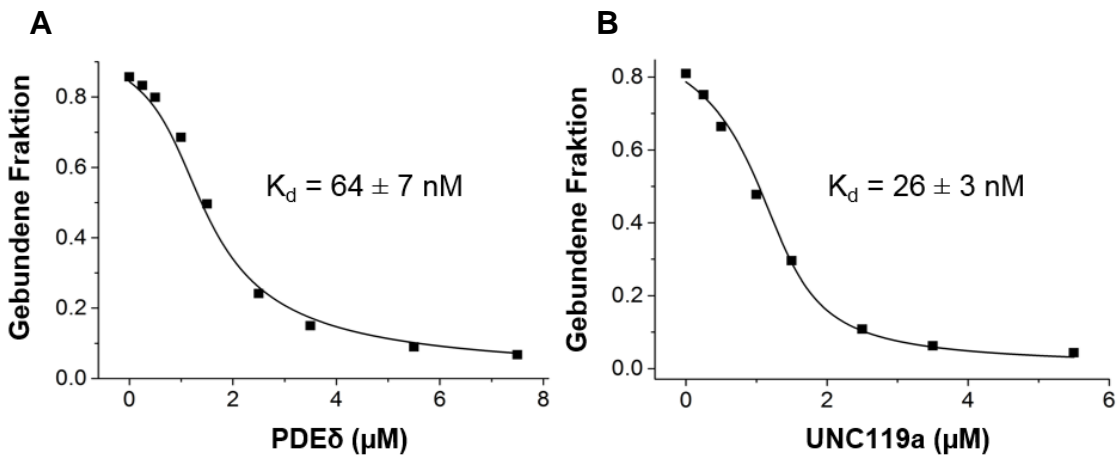 A
Gebundene Fraktion
0.8
0.6
0.4
0.2
0.0
K_d = 64 ± 7 nM
0 2 4 6 8
PDEδ (µM)
B
Gebundene Fraktion
0.8
0.6
0.4
0.2
0.0
K_d = 26 ± 3 nM
0 2 4 6
UNC119a (µM)